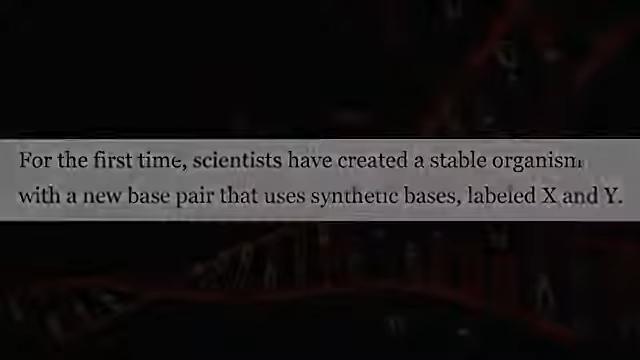 For the first time, scientists have created a stable organism
with a new base pair that uses synthetic bases, labeled X and Y.